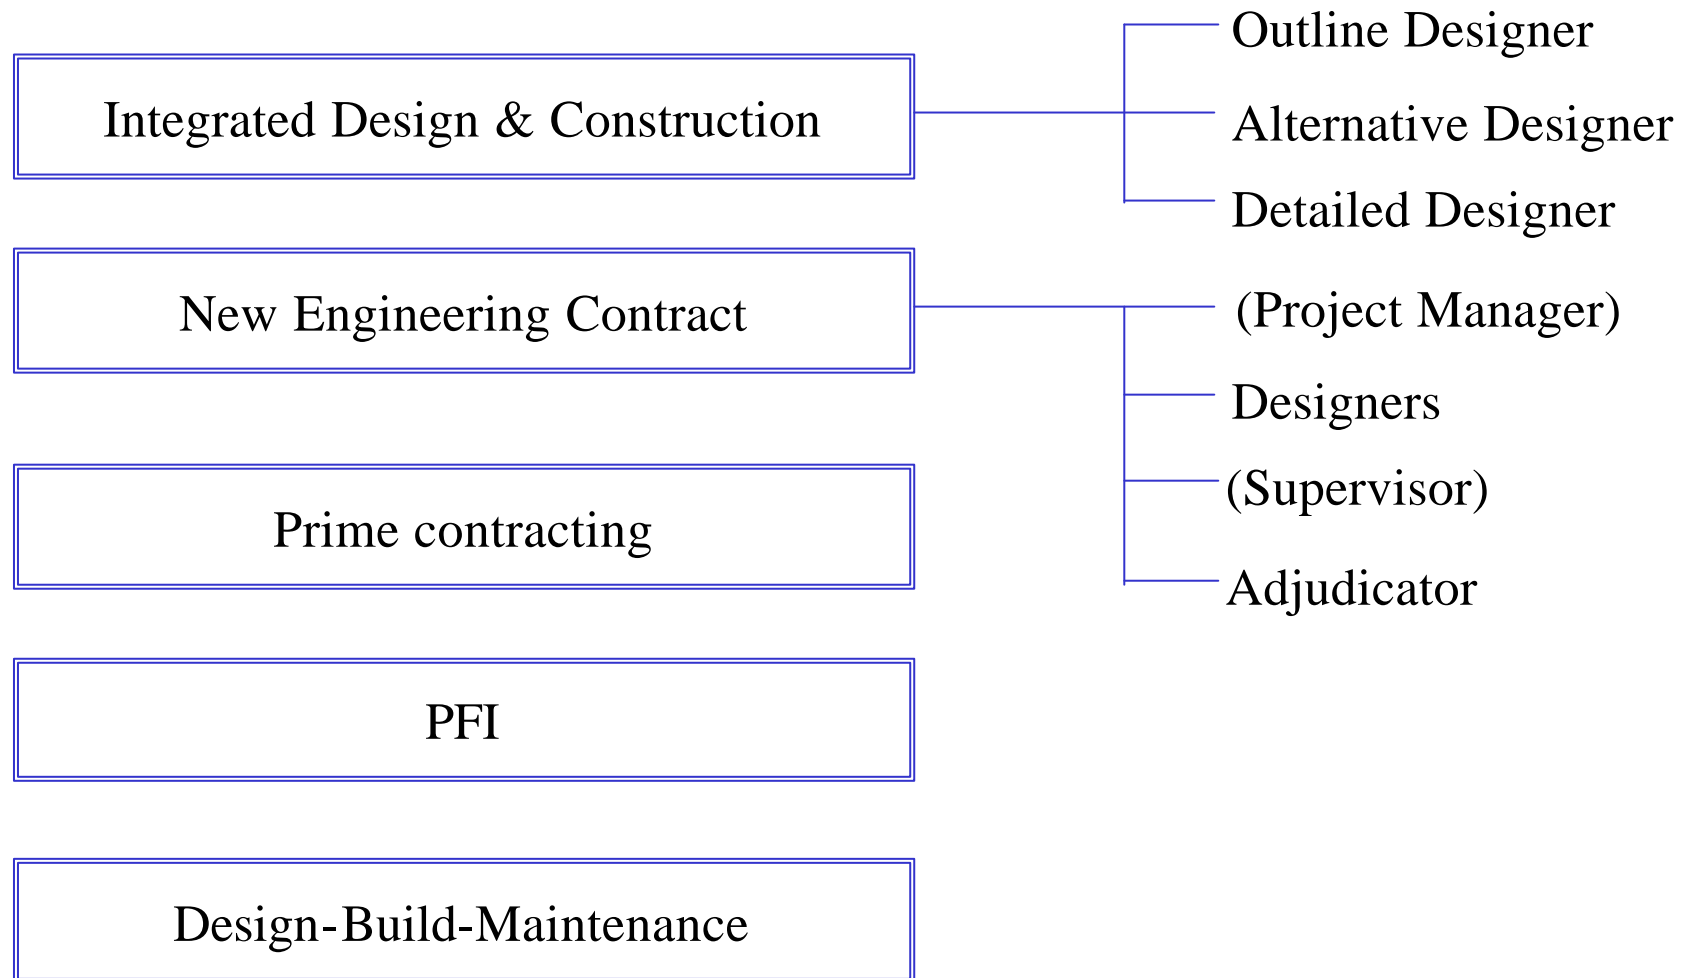 Integrated Design & Construction
Outline Designer
Alternative Designer
Detailed Designer
New Engineering Contract
(Project Manager)
Designers
(Supervisor)
Adjudicator
Prime contracting
PFI
Design-Build-Maintenance